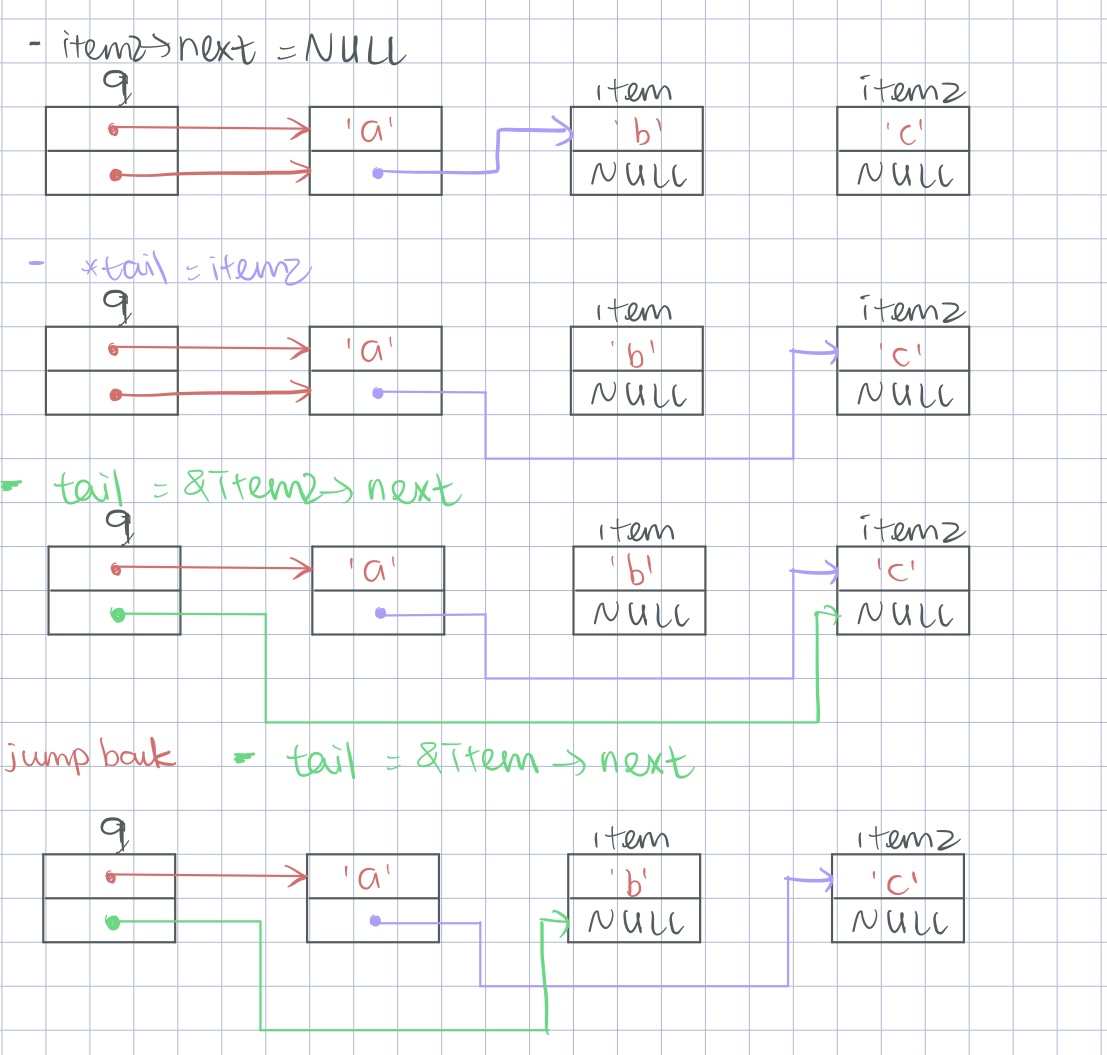 - item2→next = NULL
q item item2
'a' 'b' 'c'
NULL NULL
- *tail = item2
q item item2
'a' 'b' 'c'
NULL NULL
- tail = &Item2→next
q item item2
'a' 'b' 'c'
NULL NULL
jump back - tail = &Item→next
q item item2
'a' 'b' 'c'
NULL NULL